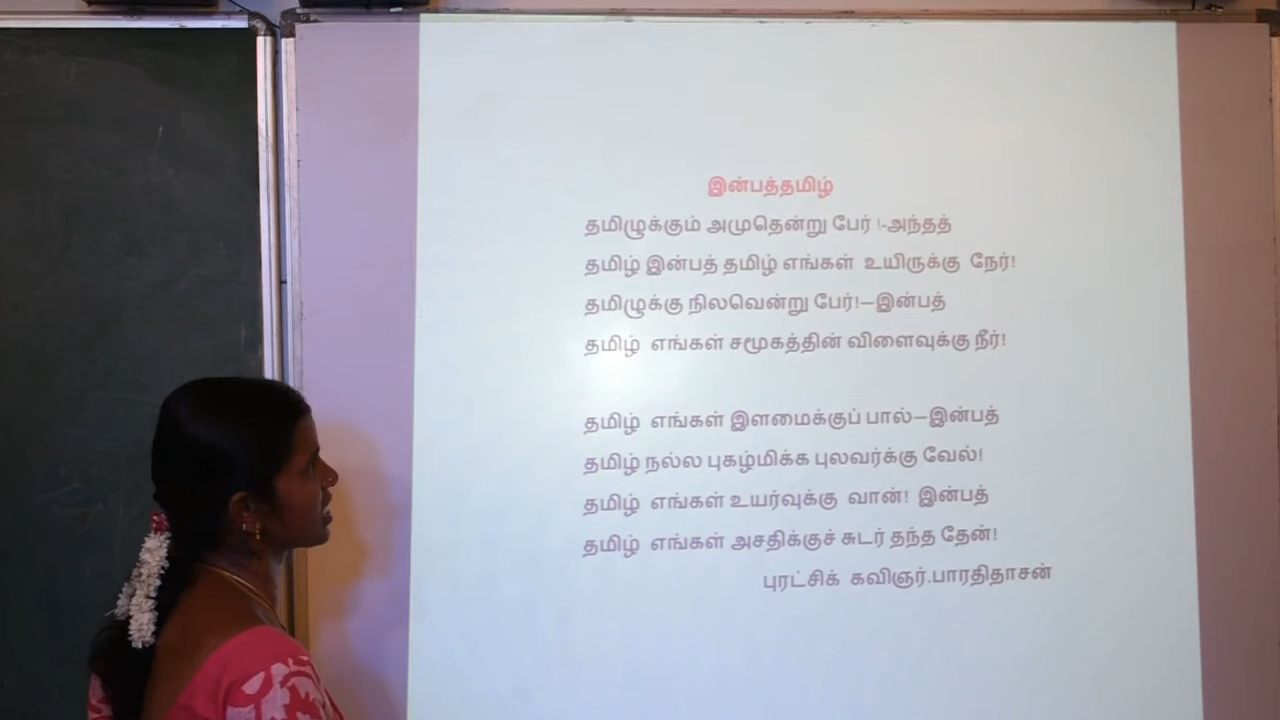 இன்பத்தமிழ்
தமிழுக்கும் அமுதென்று பேர் !-அந்தத்
தமிழ் இன்பத் தமிழ் எங்கள் உயிருக்கு நேர்!
தமிழுக்கு நிலவென்று பேர்!—இன்பத்
தமிழ் எங்கள் சமூகத்தின் விளைவுக்கு நீர்!
தமிழ் எங்கள் இளமைக்குப் பால்—இன்பத்
தமிழ் நல்ல புகழ்மிக்க புலவர்க்கு வேல்!
தமிழ் எங்கள் உயர்வுக்கு வான்! இன்பத்
தமிழ் எங்கள் அசதிக்குச் சுடர் தந்த தேன்!
புரட்சிக் கவிஞர்.பாரதிதாசன்